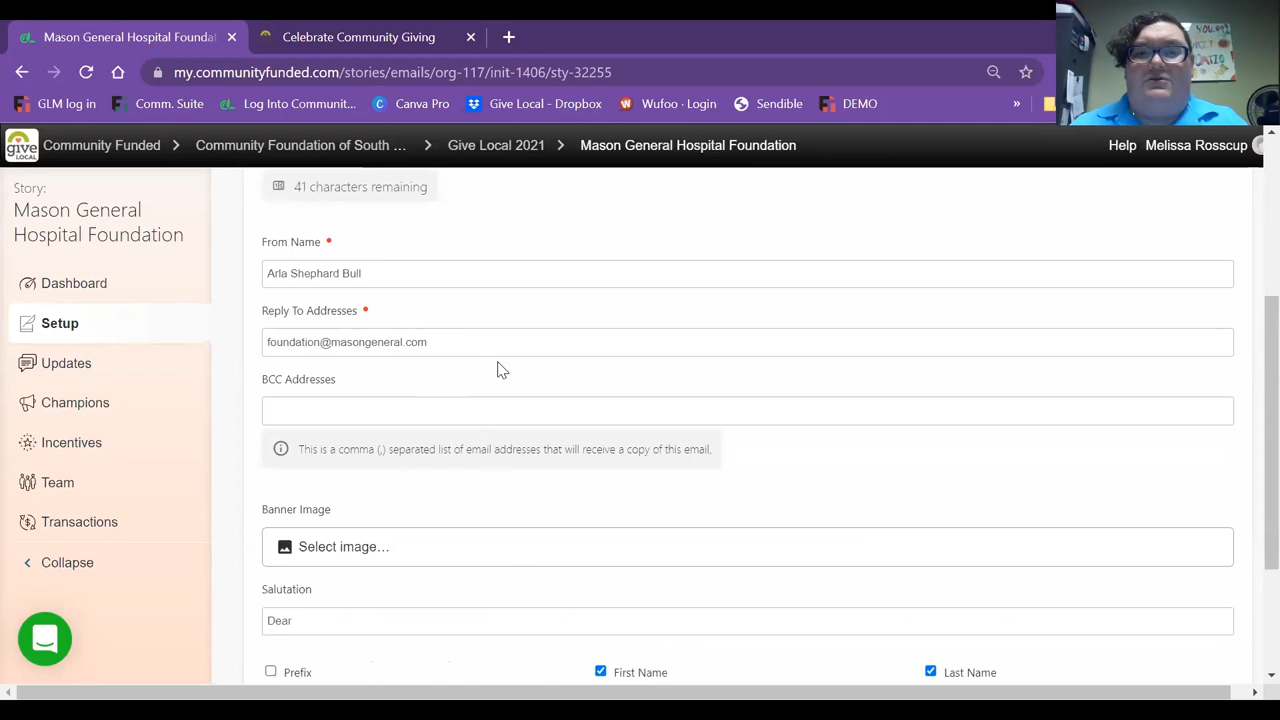 Mason General Hospital Founda
Celebrate Community Giving
my.communityfunded.com/stories/emails/org-117/init-1406/sty-32255
GLM log in
Comm. Suite
Log Into Communit...
Canva Pro
Give Local - Dropbox
Wufoo · Login
Sendible
DEMO
»
give LOCAL
Community Funded
Community Foundation of South ...
Give Local 2021
Mason General Hospital Foundation
Help
Melissa Rosscup
Story:
Mason General
Hospital Foundation
Dashboard
Setup
Updates
Champions
Incentives
Team
Transactions
Collapse
41 characters remaining
From Name
Arla Shephard Bull
Reply To Addresses
foundation@masongeneral.com
BCC Addresses
This is a comma (,) separated list of email addresses that will receive a copy of this email.
Banner Image
Select image...
Salutation
Dear
Prefix
First Name
Last Name